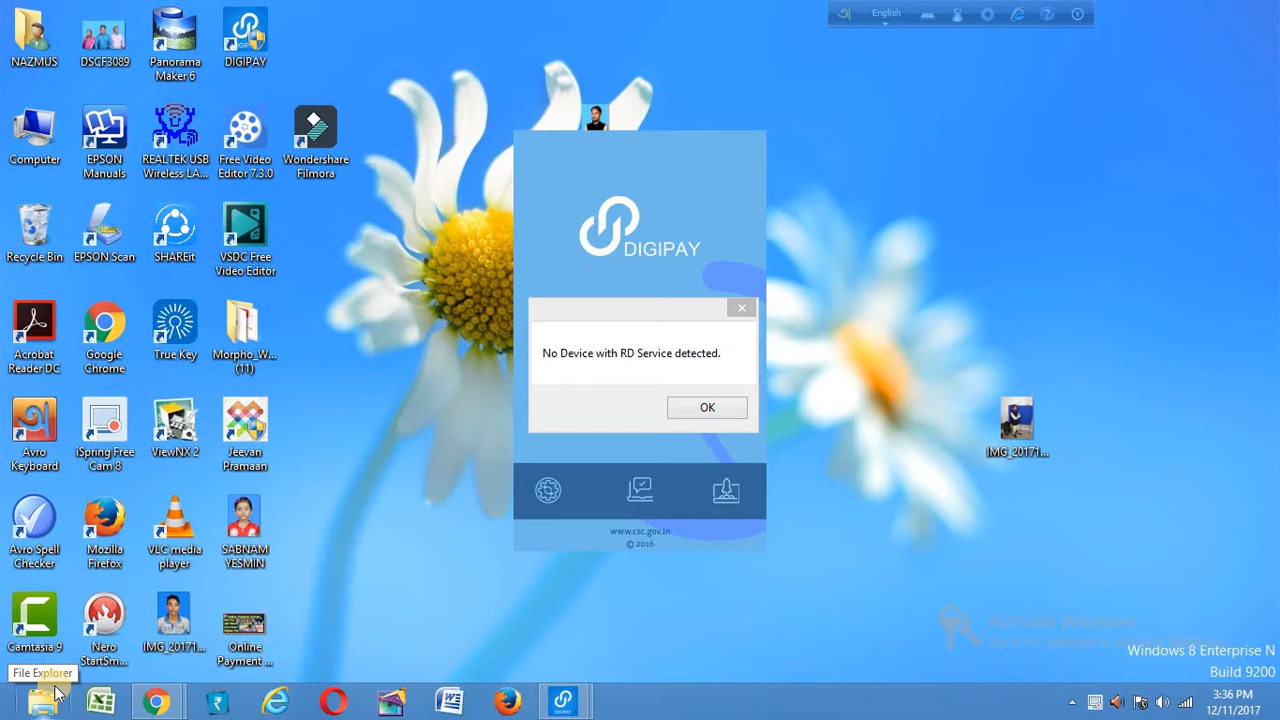 English
NAZMUS
DSCF3089
Panorama
Maker 6
DIGIPAY
Computer
EPSON
Manuals
REALTEK USB
Wireless LA...
Free Video
Editor 7.3.0
Wondershare
Filmora
Recycle Bin
EPSON Scan
SHAREit
VSDC Free
Video Editor
Acrobat
Reader DC
Google
Chrome
True Key
Morpho_W...
(11)
Avro
Keyboard
iSpring Free
Cam 8
ViewNX 2
Jeevan
Pramaan
Avro Spell
Checker
Mozilla
Firefox
VLC media
player
SABNAM
YESMIN
Camtasia 9
Nero
StartSm...
IMG_20171...
Online
Payment ...
DIGIPAY
No Device with RD Service detected.
OK
www.csc.gov.in
© 2016
IMG_20171...
Activate Windows
Windows 8 Enterprise N
Build 9200
File Explorer
3:36 PM
12/11/2017